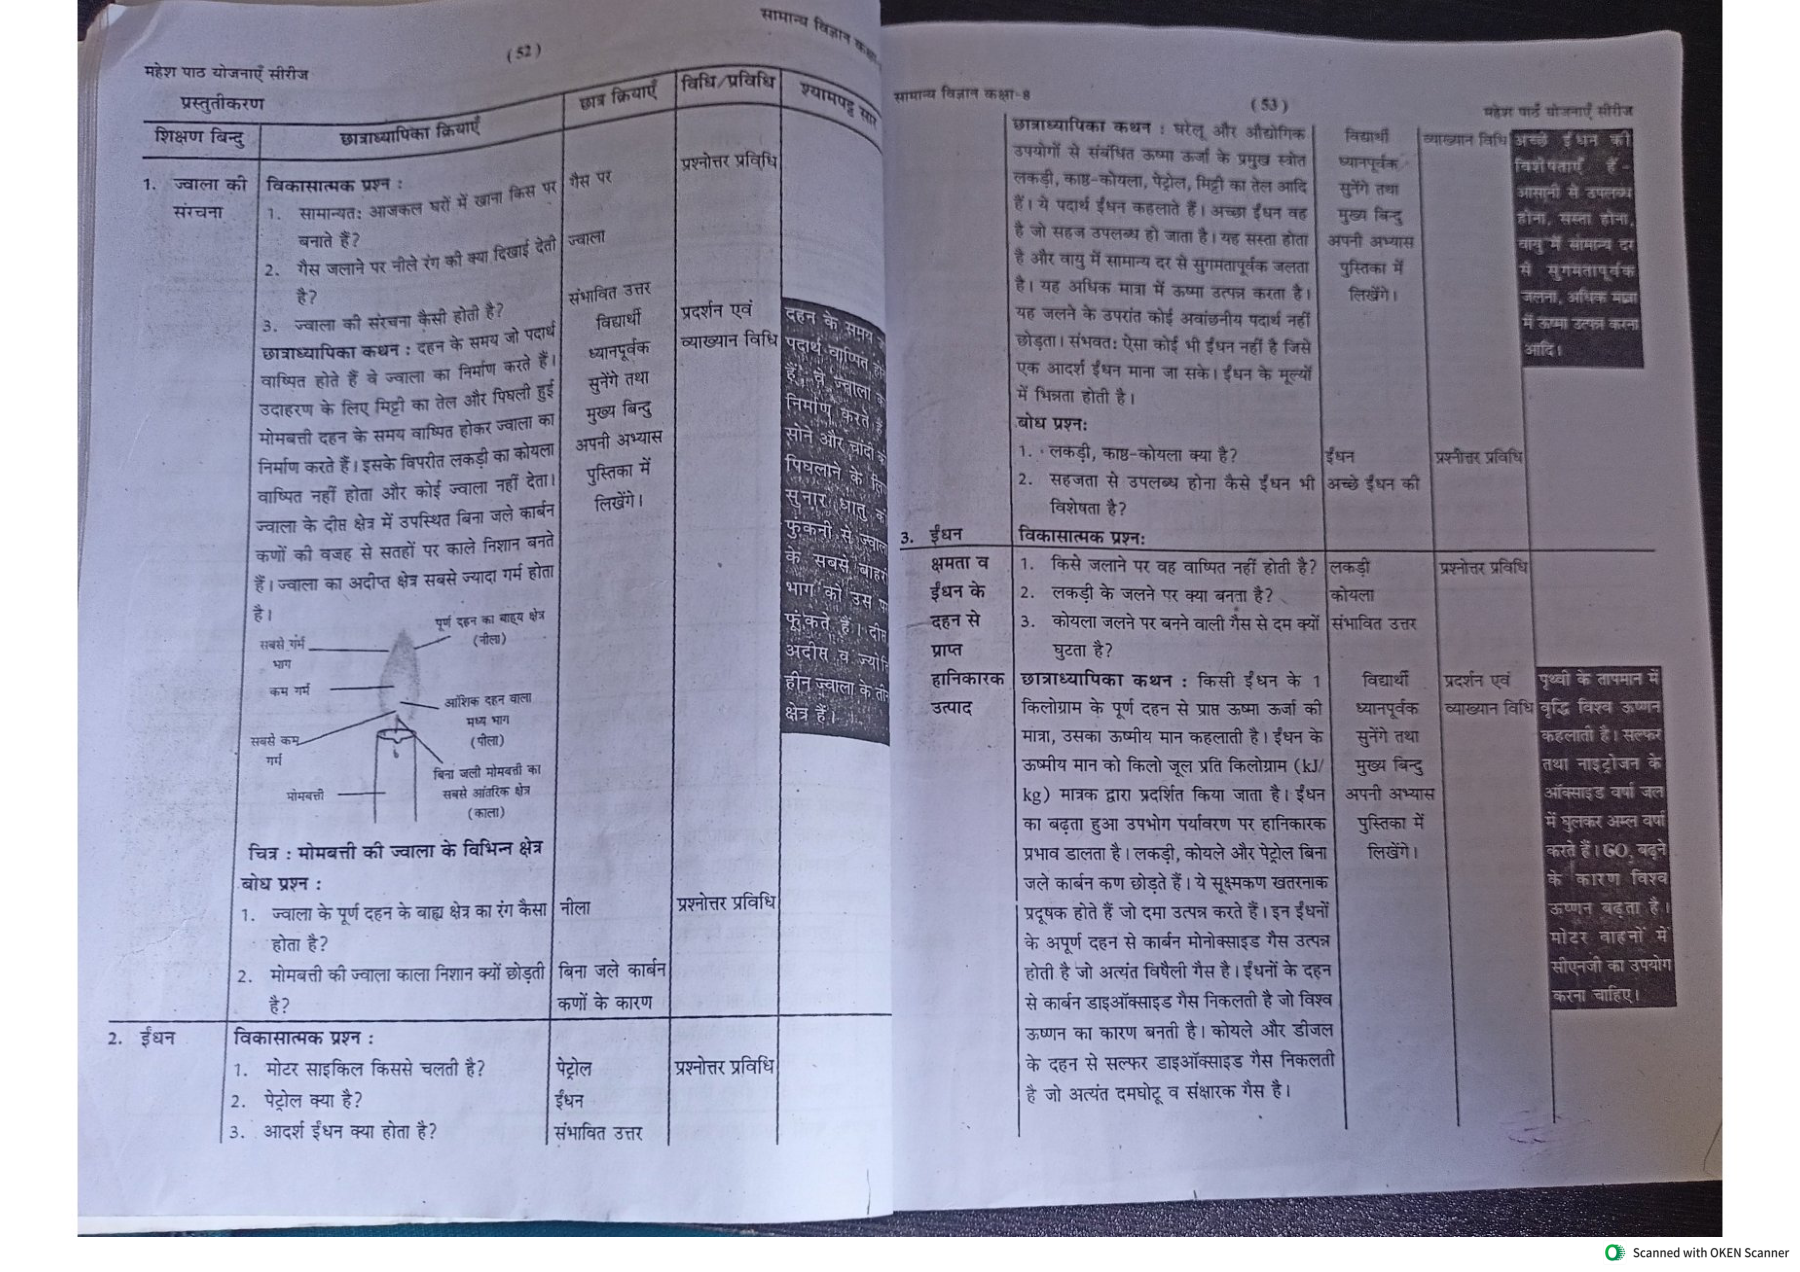 सामान्य विज्ञान
(52)
महेश पाठ योजनाएँ सीरीज
प्रस्तुतीकरण
शिक्षण बिन्दु
छात्राध्यापिका क्रियाएँ
छात्र क्रियाएँ
विधि/प्रविधि
श्यामपट्ट सार
1. ज्वाला की
संरचना
विकासात्मक प्रश्न :
1. सामान्यतः आजकल घरों में खाना किस पर
बनाते हैं?
2. गैस जलाने पर नीले रंग की क्या दिखाई देती
है?
3. ज्वाला की संरचना कैसी होती है?
छात्राध्यापिका कथन : दहन के समय जो पदार्थ
वाष्पित होते हैं वे ज्वाला का निर्माण करते हैं।
उदाहरण के लिए मिट्टी का तेल और पिघली हुई
मोमबत्ती दहन के समय वाष्पित होकर ज्वाला का
निर्माण करते हैं। इसके विपरीत लकड़ी का कोयला
वाष्पित नहीं होता और कोई ज्वाला नहीं देता।
ज्वाला के दीप्त क्षेत्र में उपस्थित बिना जले कार्बन
कणों की वजह से सतहों पर काले निशान बनते
हैं। ज्वाला का अदीप्त क्षेत्र सबसे ज्यादा गर्म होता
है।
गैस पर
ज्वाला
संभावित उत्तर
विद्यार्थी
ध्यानपूर्वक
सुनेंगे तथा
मुख्य बिन्दु
अपनी अभ्यास
पुस्तिका में
लिखेंगे।
प्रश्नोत्तर प्रविधि
प्रदर्शन एवं
व्याख्यान विधि
दहन के समय
पदार्थ वाष्पित
हैं। वे ज्वाला
निर्माण करते
सोने और चांदी को
पिघलाने के
सुनार धातु की
फुकनी से
के सबसे
भाग को उस
फूंकते हैं।
अदीप्त व
हीन ज्वाला के
क्षेत्र हैं।
सबसे गर्म
भाग
पूर्ण दहन का बाहय क्षेत्र
(नीला)
कम गर्म
आंशिक दहन वाला
मध्य भाग
(पीला)
सबसे कम
गर्म
बिना जली मोमबत्ती का
सबसे आंतरिक क्षेत्र
(काला)
मोमबत्ती
चित्र : मोमबत्ती की ज्वाला के विभिन्न क्षेत्र
बोध प्रश्न :
1. ज्वाला के पूर्ण दहन के बाह्य क्षेत्र का रंग कैसा
होता है?
नीला
प्रश्नोत्तर प्रविधि
2. मोमबत्ती की ज्वाला काला निशान क्यों छोड़ती
है?
बिना जले कार्बन
कणों के कारण
2. ईंधन
विकासात्मक प्रश्न :
1. मोटर साइकिल किससे चलती है?
पेट्रोल
प्रश्नोत्तर प्रविधि
2. पेट्रोल क्या है?
ईंधन
3. आदर्श ईंधन क्या होता है?
संभावित उत्तर
सामान्य विज्ञान कक्षा-8
(53)
महेश पाठ योजनाएँ सीरीज
छात्राध्यापिका कथन : घरेलू और औद्योगिक
उपयोगों से संबंधित ऊष्मा ऊर्जा के प्रमुख स्त्रोत
लकड़ी, काष्ठ-कोयला, पेट्रोल, मिट्टी का तेल आदि
हैं। ये पदार्थ ईंधन कहलाते हैं। अच्छा ईंधन वह
है जो सहज उपलब्ध हो जाता है। यह सस्ता होता
है और वायु में सामान्य दर से सुगमतापूर्वक जलता
है। यह अधिक मात्रा में ऊष्मा उत्पन्न करता है।
यह जलने के उपरांत कोई अवांछनीय पदार्थ नहीं
छोड़ता। संभवतः ऐसा कोई भी ईंधन नहीं है जिसे
एक आदर्श ईंधन माना जा सके। ईंधन के मूल्यों
में भिन्नता होती है।
विद्यार्थी
ध्यानपूर्वक
सुनेंगे तथा
मुख्य बिन्दु
अपनी अभ्यास
पुस्तिका में
लिखेंगे।
व्याख्यान विधि
अच्छे ईंधन की
विशेषताएँ हैं-
आसानी से उपलब्ध
होना, सस्ता होना,
वायु में सामान्य दर
से सुगमतापूर्वक
जलना, अधिक मात्रा
में ऊष्मा उत्पन्न करना
आदि।
बोध प्रश्न:
1. लकड़ी, काष्ठ-कोयला क्या है?
ईंधन
प्रश्नोत्तर प्रविधि
2. सहजता से उपलब्ध होना कैसे ईंधन भी
विशेषता है?
अच्छे ईंधन की
3. ईंधन
क्षमता व
ईंधन के
दहन से
प्राप्त
हानिकारक
उत्पाद
विकासात्मक प्रश्न:
1. किसे जलाने पर वह वाष्पित नहीं होती है?
लकड़ी
प्रश्नोत्तर प्रविधि
2. लकड़ी के जलने पर क्या बनता है?
कोयला
3. कोयला जलने पर बनने वाली गैस से दम क्यों
घुटता है?
संभावित उत्तर
छात्राध्यापिका कथन : किसी ईंधन के 1
किलोग्राम के पूर्ण दहन से प्राप्त ऊष्मा ऊर्जा की
मात्रा, उसका ऊष्मीय मान कहलाती है। ईंधन के
ऊष्मीय मान को किलो जूल प्रति किलोग्राम (kJ/
kg) मात्रक द्वारा प्रदर्शित किया जाता है। ईंधन
का बढ़ता हुआ उपभोग पर्यावरण पर हानिकारक
प्रभाव डालता है। लकड़ी, कोयले और पेट्रोल बिना
जले कार्बन कण छोड़ते हैं। ये सूक्ष्मकण खतरनाक
प्रदूषक होते हैं जो दमा उत्पन्न करते हैं। इन ईंधनों
के अपूर्ण दहन से कार्बन मोनोक्साइड गैस उत्पन्न
होती है जो अत्यंत विषैली गैस है। ईंधनों के दहन
से कार्बन डाइऑक्साइड गैस निकलती है जो विश्व
ऊष्णन का कारण बनती है। कोयले और डीजल
के दहन से सल्फर डाइऑक्साइड गैस निकलती
है जो अत्यंत दमघोटू व संक्षारक गैस है।
विद्यार्थी
ध्यानपूर्वक
सुनेंगे तथा
मुख्य बिन्दु
अपनी अभ्यास
पुस्तिका में
लिखेंगे।
प्रदर्शन एवं
व्याख्यान विधि
पृथ्वी के तापमान में
वृद्धि विश्व ऊष्णन
कहलाती है। सल्फर
तथा नाइट्रोजन के
ऑक्साइड वर्षा जल
में घुलकर अम्ल वर्षा
करते हैं। GO₂ बढ़ने
के कारण विश्व
ऊष्णन बढ़ता है।
मोटर वाहनों में
सीएनजी का उपयोग
करना चाहिए।
Scanned with OKEN Scanner